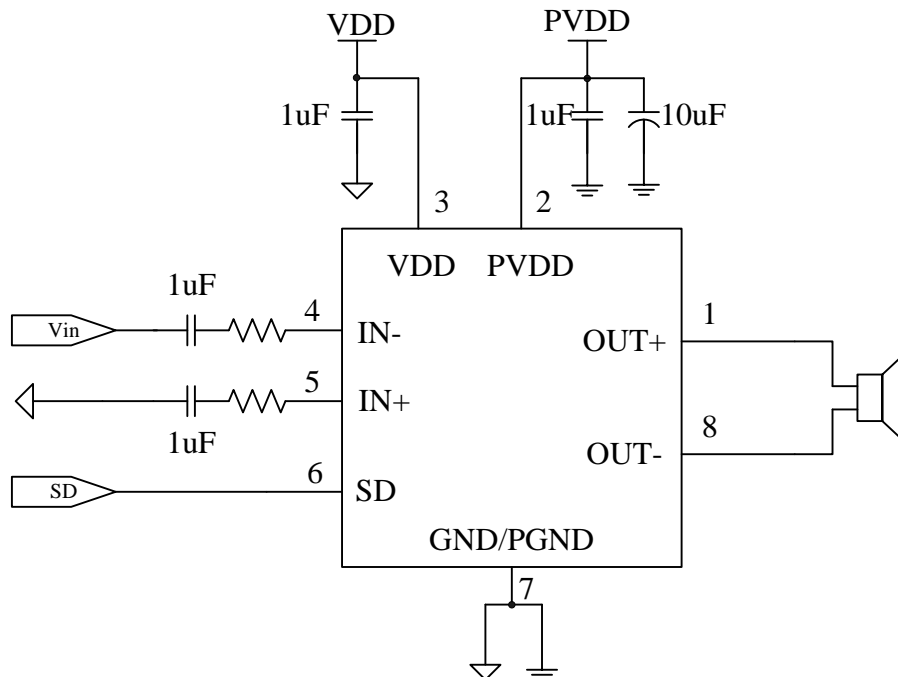 VDD PVDD
1uF 1uF 10uF
3 2
VDD PVDD
1uF
Vin 4 IN-
OUT+ 1
5 IN+
1uF
OUT- 8
SD 6 SD
GND/PGND
7